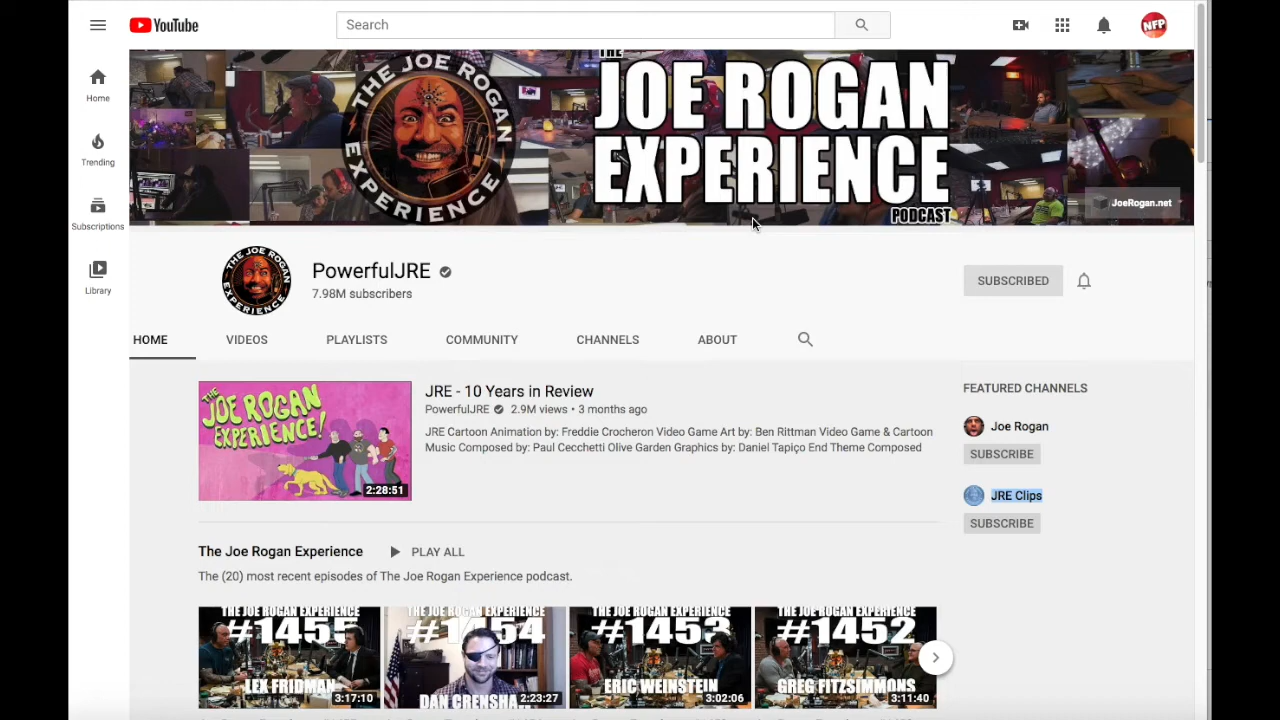 YouTube
Search
NFP
Home
Trending
Subscriptions
Library
THE JOE ROGAN EXPERIENCE
THE
JOE ROGAN
EXPERIENCE
PODCAST
JoeRogan.net
THE JOE ROGAN EXPERIENCE
PowerfulJRE
7.98M subscribers
SUBSCRIBED
HOME VIDEOS PLAYLISTS COMMUNITY CHANNELS ABOUT
THE JOE ROGAN
EXPERIENCE!
2:28:51
JRE - 10 Years in Review
PowerfulJRE 2.9M views • 3 months ago
JRE Cartoon Animation by: Freddie Crocheron Video Game Art by: Ben Rittman Video Game & Cartoon
Music Composed by: Paul Cecchetti Olive Garden Graphics by: Daniel Tapiço End Theme Composed
FEATURED CHANNELS
Joe Rogan
SUBSCRIBE
JRE Clips
SUBSCRIBE
The Joe Rogan Experience PLAY ALL
The (20) most recent episodes of The Joe Rogan Experience podcast.
THE JOE ROGAN EXPERIENCE
#1455
LEX FRIDMAN
3:17:10
THE JOE ROGAN EXPERIENCE
#1454
DAN CRENSHA
2:23:27
THE JOE ROGAN EXPERIENCE
#1453
ERIC WEINSTEIN
3:02:06
THE JOE ROGAN EXPERIENCE
#1452
GREG FITZSIMMONS
3:11:40